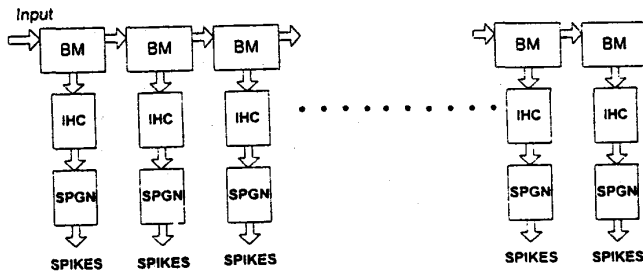 Input
BM BM BM BM BM
IHC IHC IHC IHC IHC
SPGN SPGN SPGN SPGN SPGN
SPIKES SPIKES SPIKES SPIKES SPIKES